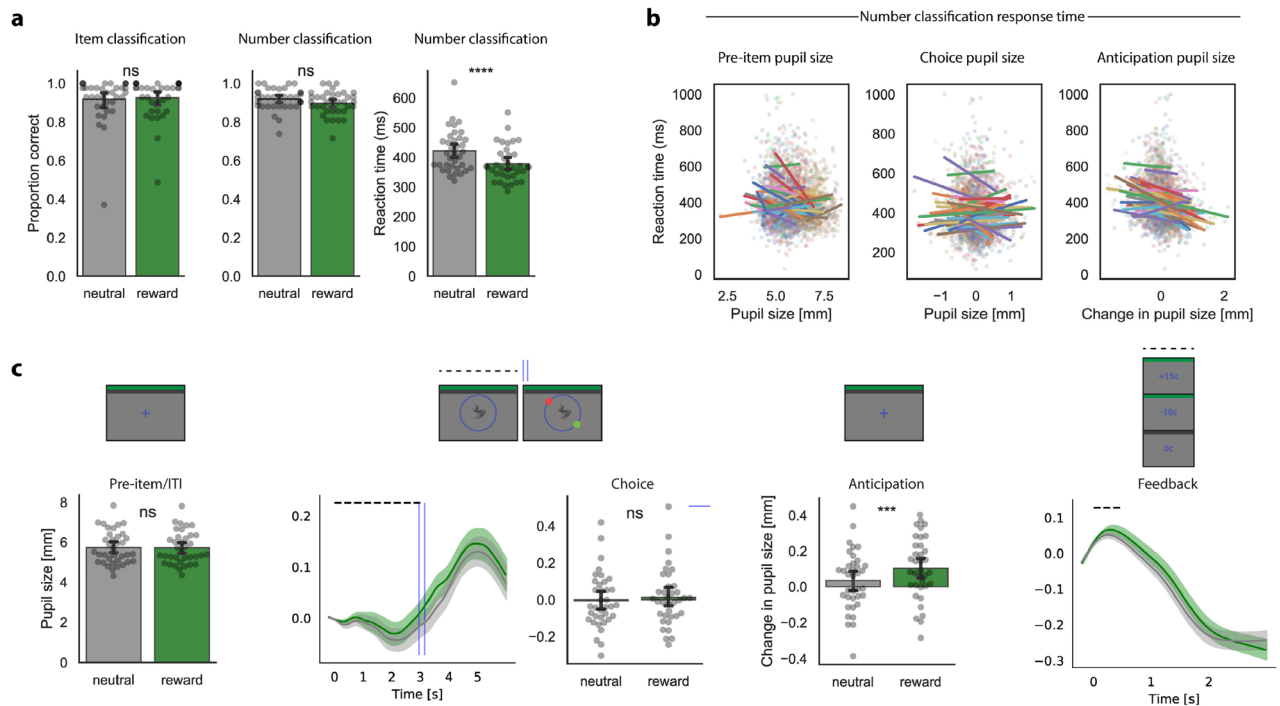 a
Item classification
Number classification
Number classification
ns
ns
****
Proportion correct
1.0
0.8
0.6
0.4
0.2
0.0
neutral
reward
1.0
0.8
0.6
0.4
0.2
0.0
neutral
reward
Reaction time (ms)
600
500
400
300
200
100
0
neutral
reward
b
Number classification response time
Pre-item pupil size
Choice pupil size
Anticipation pupil size
Reaction time (ms)
1000
800
600
400
200
0
2.5
5.0
7.5
Pupil size [mm]
1000
800
600
400
200
−1
0
1
Pupil size [mm]
1000
800
600
400
200
0
0
2
Change in pupil size [mm]
c
+
+
+15c
-10c
0c
Pre-item/ITI
ns
Pupil size [mm]
8
6
4
2
0
neutral
reward
0.2
0.1
0.0
0
1
2
3
4
5
Time [s]
Choice
ns
0.4
0.2
0.0
−0.2
neutral
reward
Anticipation
***
Change in pupil size [mm]
0.4
0.2
0.0
−0.2
−0.4
neutral
reward
Feedback
0.1
0.0
−0.1
−0.2
−0.3
0
1
2
Time [s]